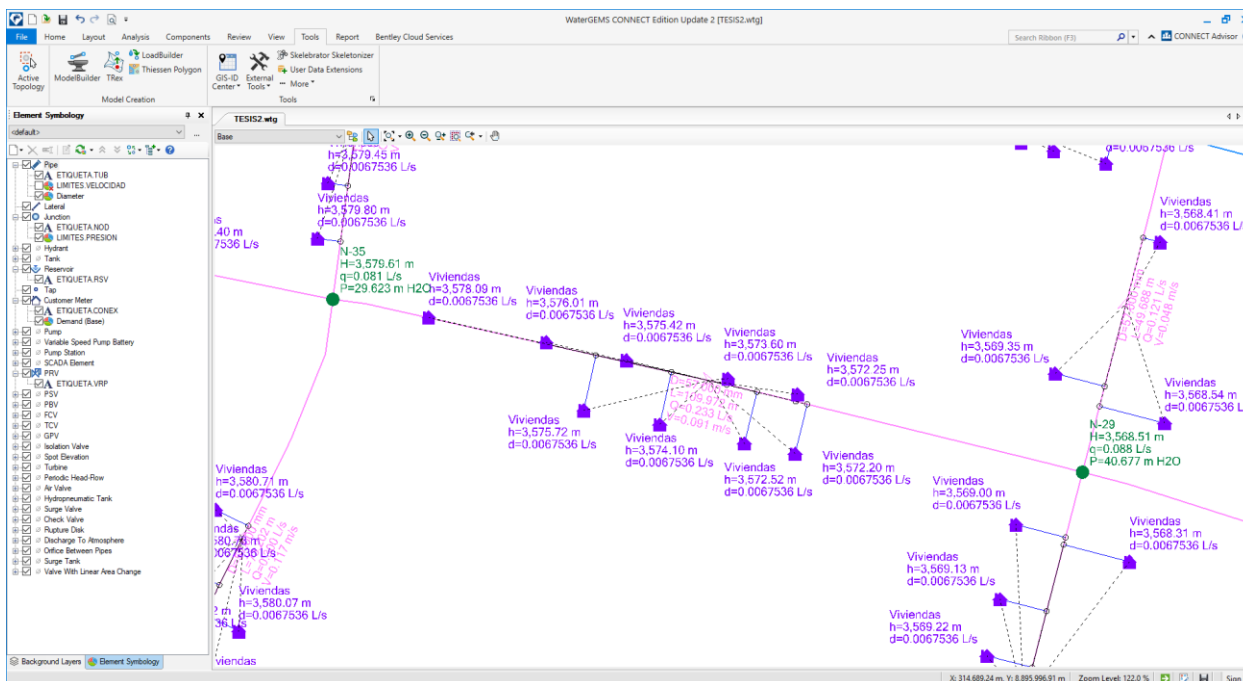 WaterGEMS CONNECT Edition Update 2 [TESIS2.wtg]
File Home Layout Analysis Components Review View Tools Report Bentley Cloud Services
Search Ribbon (F3)
CONNECT Advisor
Active Topology
ModelBuilder
TRex
LoadBuilder
Thiessen Polygon
Model Creation
GIS-ID Center
External Tools
Skelebrator Skeletonizer
User Data Extensions
More
Tools
Element Symbology
<default>
Pipe
ETIQUETA.TUB
LIMITES.VELOCIDAD
Diameter
Lateral
Junction
ETIQUETA.NOD
LIMITES.PRESION
Hydrant
Tank
Reservoir
ETIQUETA.RSV
Tap
Customer Meter
ETIQUETA.CONEX
Demand (Base)
Pump
Variable Speed Pump Battery
Pump Station
SCADA Element
PRV
ETIQUETA.VRP
PSV
PBV
FCV
TCV
GPV
Isolation Valve
Spot Elevation
Turbine
Periodic Head-Flow
Air Valve
Hydropneumatic Tank
Surge Valve
Check Valve
Rupture Disk
Discharge To Atmosphere
Orifice Between Pipes
Surge Tank
Valve With Linear Area Change
Background Layers
Element Symbology
TESIS2.wtg
Base
h=3,579.45 m
d=0.0067536 L/s
Viviendas
h=3,579.80 m
d=0.0067536 L/s
.40 m
7536 L/s
N-35
H=3,579.61 m
q=0.081 L/s
P=29.623 m H2O
Viviendas
h=3,578.09 m
d=0.0067536 L/s
Viviendas
h=3,576.01 m
d=0.0067536 L/s
Viviendas
h=3,575.42 m
d=0.0067536 L/s
Viviendas
h=3,573.60 m
d=0.0067536 L/s
Viviendas
h=3,572.25 m
d=0.0067536 L/s
Q=0.233 L/s
V=0.091 m/s
Viviendas
h=3,575.72 m
d=0.0067536 L/s
Viviendas
h=3,574.10 m
d=0.0067536 L/s
Viviendas
h=3,572.52 m
d=0.0067536 L/s
Viviendas
h=3,572.20 m
d=0.0067536 L/s
d=0.0067536 L/s
Viviendas
h=3,568.41 m
d=0.0067536 L/s
L=49.688 m
Q=0.121 L/s
V=0.048 m/s
Viviendas
h=3,569.35 m
d=0.0067536 L/s
Viviendas
h=3,568.54 m
d=0.0067536 L/s
N-29
H=3,568.51 m
q=0.088 L/s
P=40.677 m H2O
Viviendas
h=3,569.00 m
d=0.0067536 L/s
Viviendas
h=3,568.31 m
d=0.0067536 L/s
Viviendas
h=3,569.13 m
d=0.0067536 L/s
Viviendas
h=3,569.22 m
d=0.0067536 L/s
Viviendas
h=3,580.71 m
d=0.0067536 L/s
V=0.117 m/s
Viviendas
h=3,580.07 m
d=0.0067536 L/s
viendas
X: 314,689.24 m, Y: 8,895,996.91 m
Zoom Level: 122.0 %
Sign